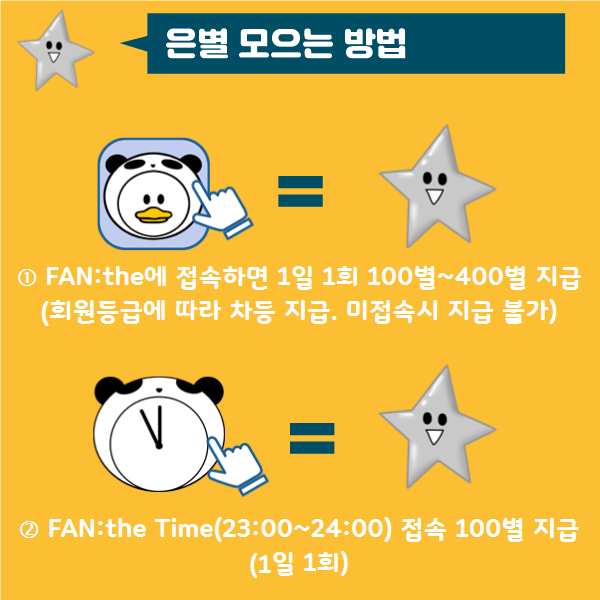 은별 모으는 방법
① FAN:the에 접속하면 1일 1회 100별~400별 지급
(회원등급에 따라 차등 지급. 미접속시 지급 불가)
② FAN:the Time(23:00~24:00) 접속 100별 지급
(1일 1회)